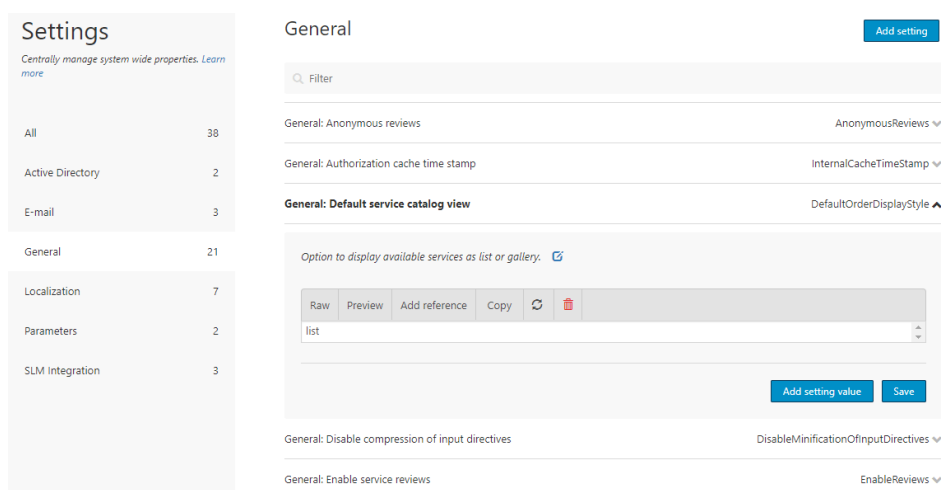 Settings
Centrally manage system wide properties. Learn
more
All 38
Active Directory 2
E-mail 3
General 21
Localization 7
Parameters 2
SLM Integration 3
General
Add setting
Filter
General: Anonymous reviews AnonymousReviews
General: Authorization cache time stamp InternalCacheTimeStamp
General: Default service catalog view DefaultOrderDisplayStyle
Option to display available services as list or gallery.
Raw Preview Add reference Copy
list
Add setting value Save
General: Disable compression of input directives DisableMinificationOfInputDirectives
General: Enable service reviews EnableReviews